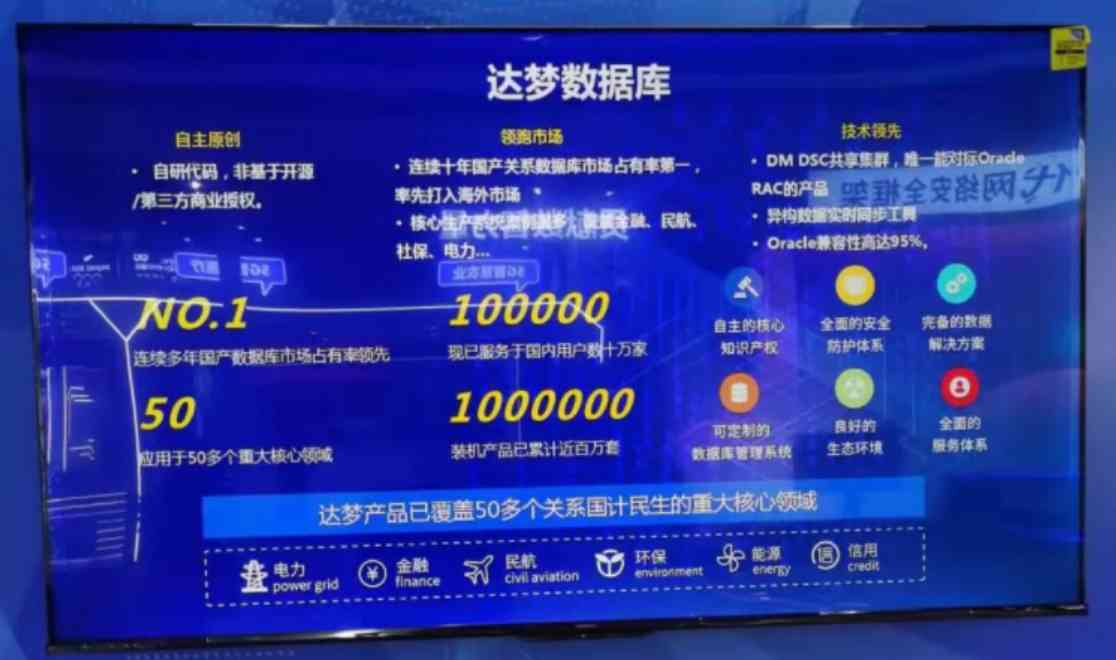 达梦数据库
自主原创
• 自研代码，非基于开源
/第三方商业授权。
领跑市场
• 连续十年国产关系数据库市场占有率第一，
率先打入海外市场
• 核心生产 金融、民航、
社保、电力...
技术领先
• DM DSC共享集群，唯一能对标Oracle
RAC的产品
• 异构数据实时同步工具
• Oracle兼容性高达95%。
NO.1
连续多年国产数据库市场占有率领先
100000
现已服务于国内用户数十万家
50
应用于50多个重大核心领域
1000000
装机产品已累计近百万套
自主的核心
知识产权
全面的安全
防护体系
完备的数据
解决方案
可定制的
数据库管理系统
良好的
生态环境
全面的
服务体系
达梦产品已覆盖50多个关系国计民生的重大核心领域
电力
power grid
金融
finance
民航
civil aviation
环保
environment
能源
energy
信用
credit